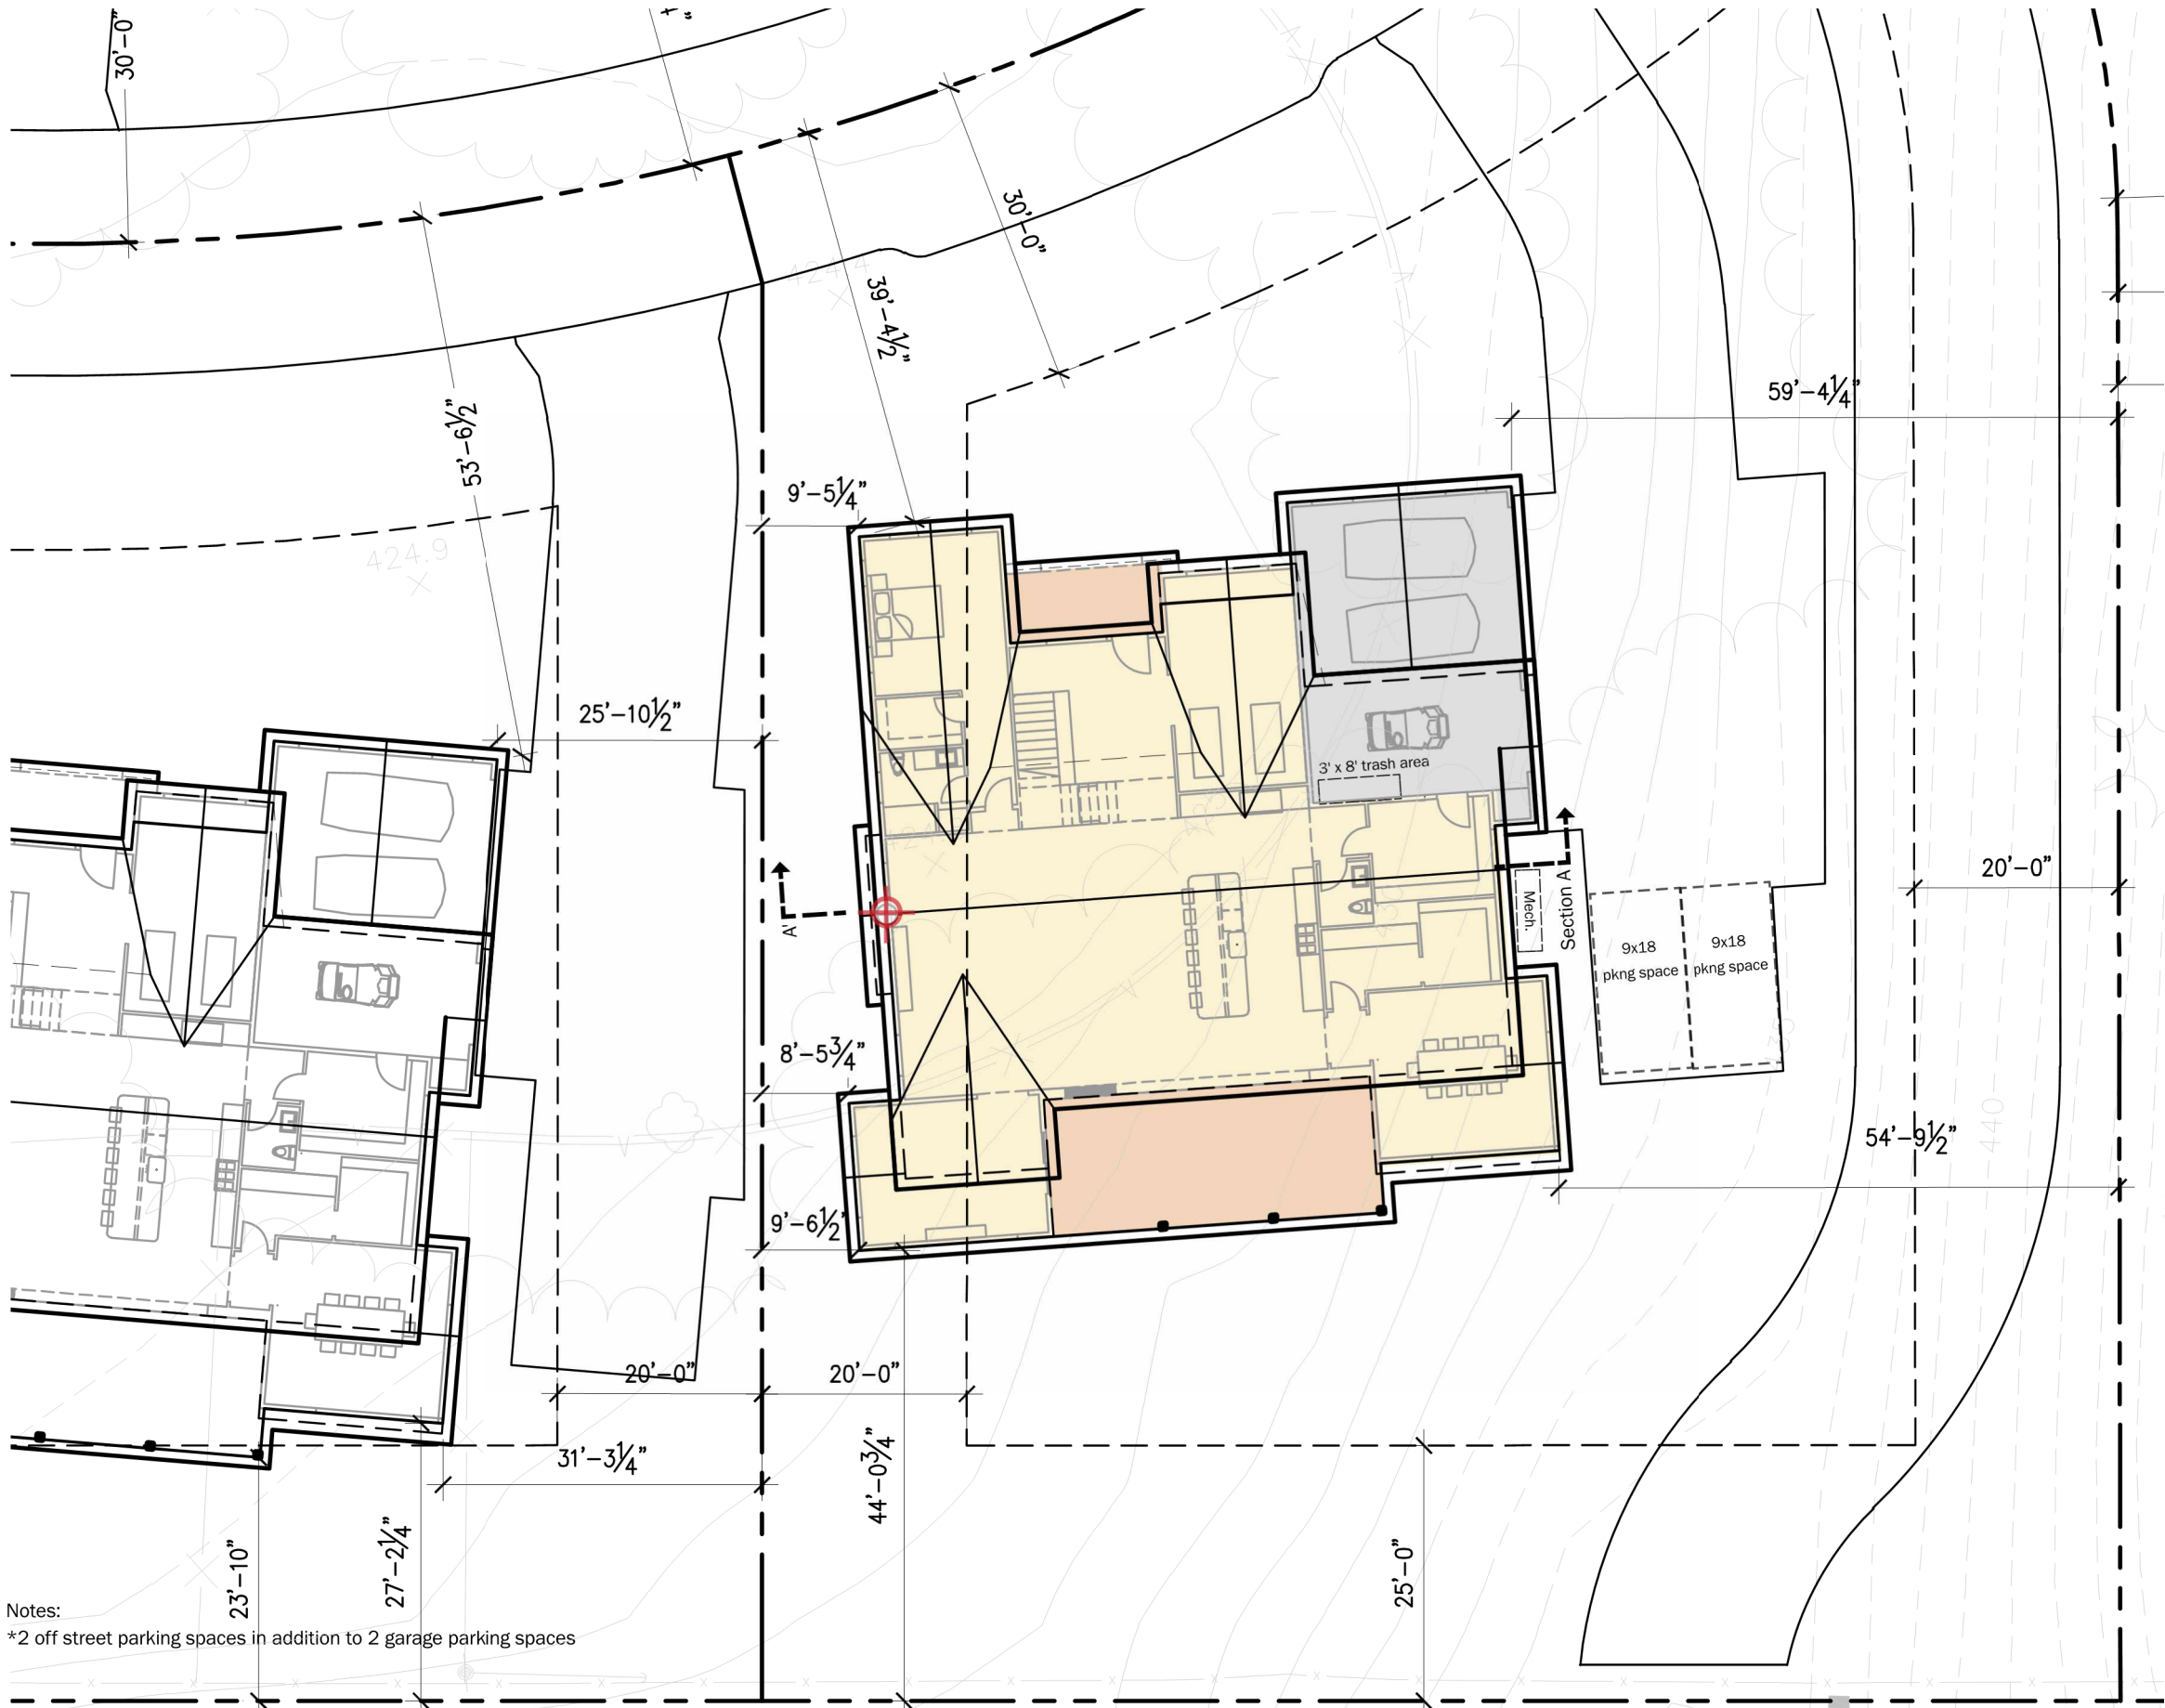 30'-0"
30'-0"
39'-4½"
53'-6½"
59'-4¼"
9'-5¼"
424.9
25'-10½"
3' x 8' trash area
20'-0"
A'
Mech.
Section A'
9x18
pkng space
9x18
pkng space
8'-5¾"
54'-9½"
440
9'-6½"
20'-0"
20'-0"
31'-3¼"
44'-0¾"
27'-2¼"
23'-10"
25'-0"
Notes:
*2 off street parking spaces in addition to 2 garage parking spaces